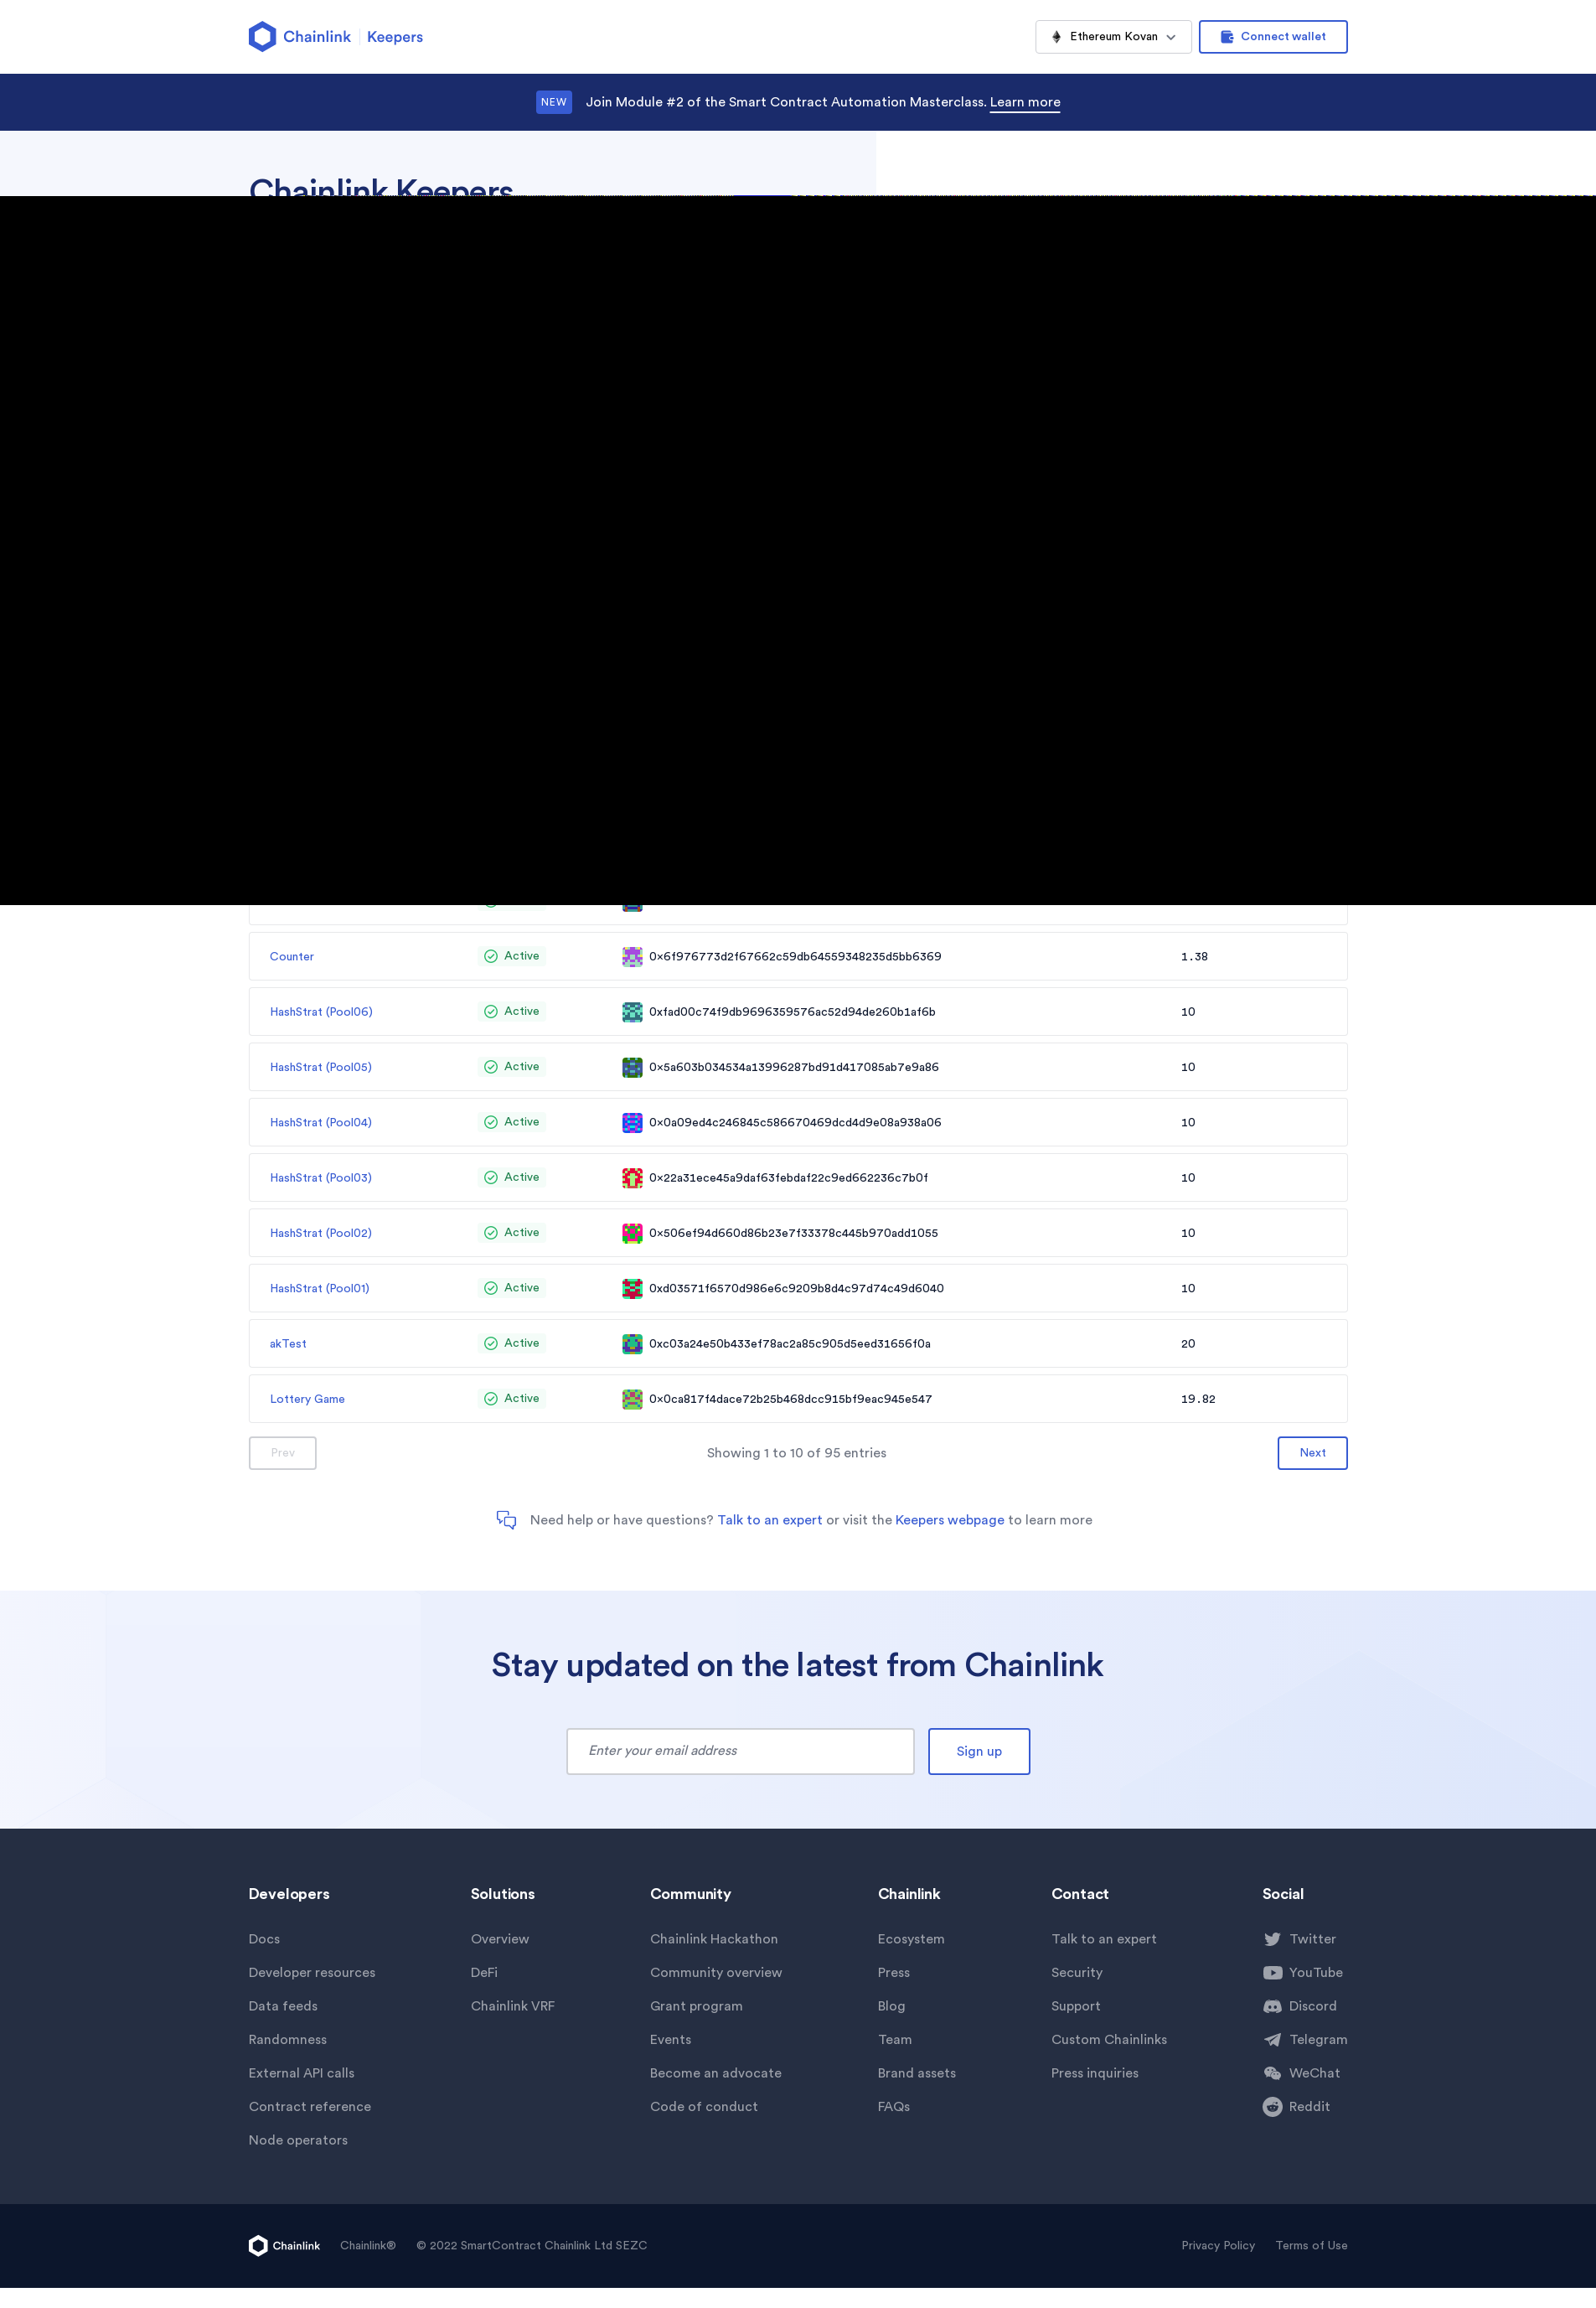 Chainlink | Keepers
Ethereum Kovan
Connect wallet
NEW Join Module #2 of the Smart Contract Automation Masterclass. Learn more
Chainlink Keepers
Counter Active 0x6f976773d2f67662c59db64559348235d5bb6369 1.38
HashStrat (Pool06) Active 0xfad00c74f9db9696359576ac52d94de260b1af6b 10
HashStrat (Pool05) Active 0x5a603b034534a13996287bd91d417085ab7e9a86 10
HashStrat (Pool04) Active 0x0a09ed4c246845c586670469dcd4d9e08a938a06 10
HashStrat (Pool03) Active 0x22a31ece45a9daf63febdaf22c9ed662236c7b0f 10
HashStrat (Pool02) Active 0x506ef94d660d86b23e7f33378c445b970add1055 10
HashStrat (Pool01) Active 0xd03571f6570d986e6c9209b8d4c97d74c49d6040 10
akTest Active 0xc03a24e50b433ef78ac2a85c905d5eed31656f0a 20
Lottery Game Active 0x0ca817f4dace72b25b468dcc915bf9eac945e547 19.82
Prev Showing 1 to 10 of 95 entries Next
Need help or have questions? Talk to an expert or visit the Keepers webpage to learn more
Stay updated on the latest from Chainlink
Enter your email address Sign up
Developers
Docs
Developer resources
Data feeds
Randomness
External API calls
Contract reference
Node operators
Solutions
Overview
DeFi
Chainlink VRF
Community
Chainlink Hackathon
Community overview
Grant program
Events
Become an advocate
Code of conduct
Chainlink
Ecosystem
Press
Blog
Team
Brand assets
FAQs
Contact
Talk to an expert
Security
Support
Custom Chainlinks
Press inquiries
Social
Twitter
YouTube
Discord
Telegram
WeChat
Reddit
Chainlink Chainlink® © 2022 SmartContract Chainlink Ltd SEZC Privacy Policy Terms of Use